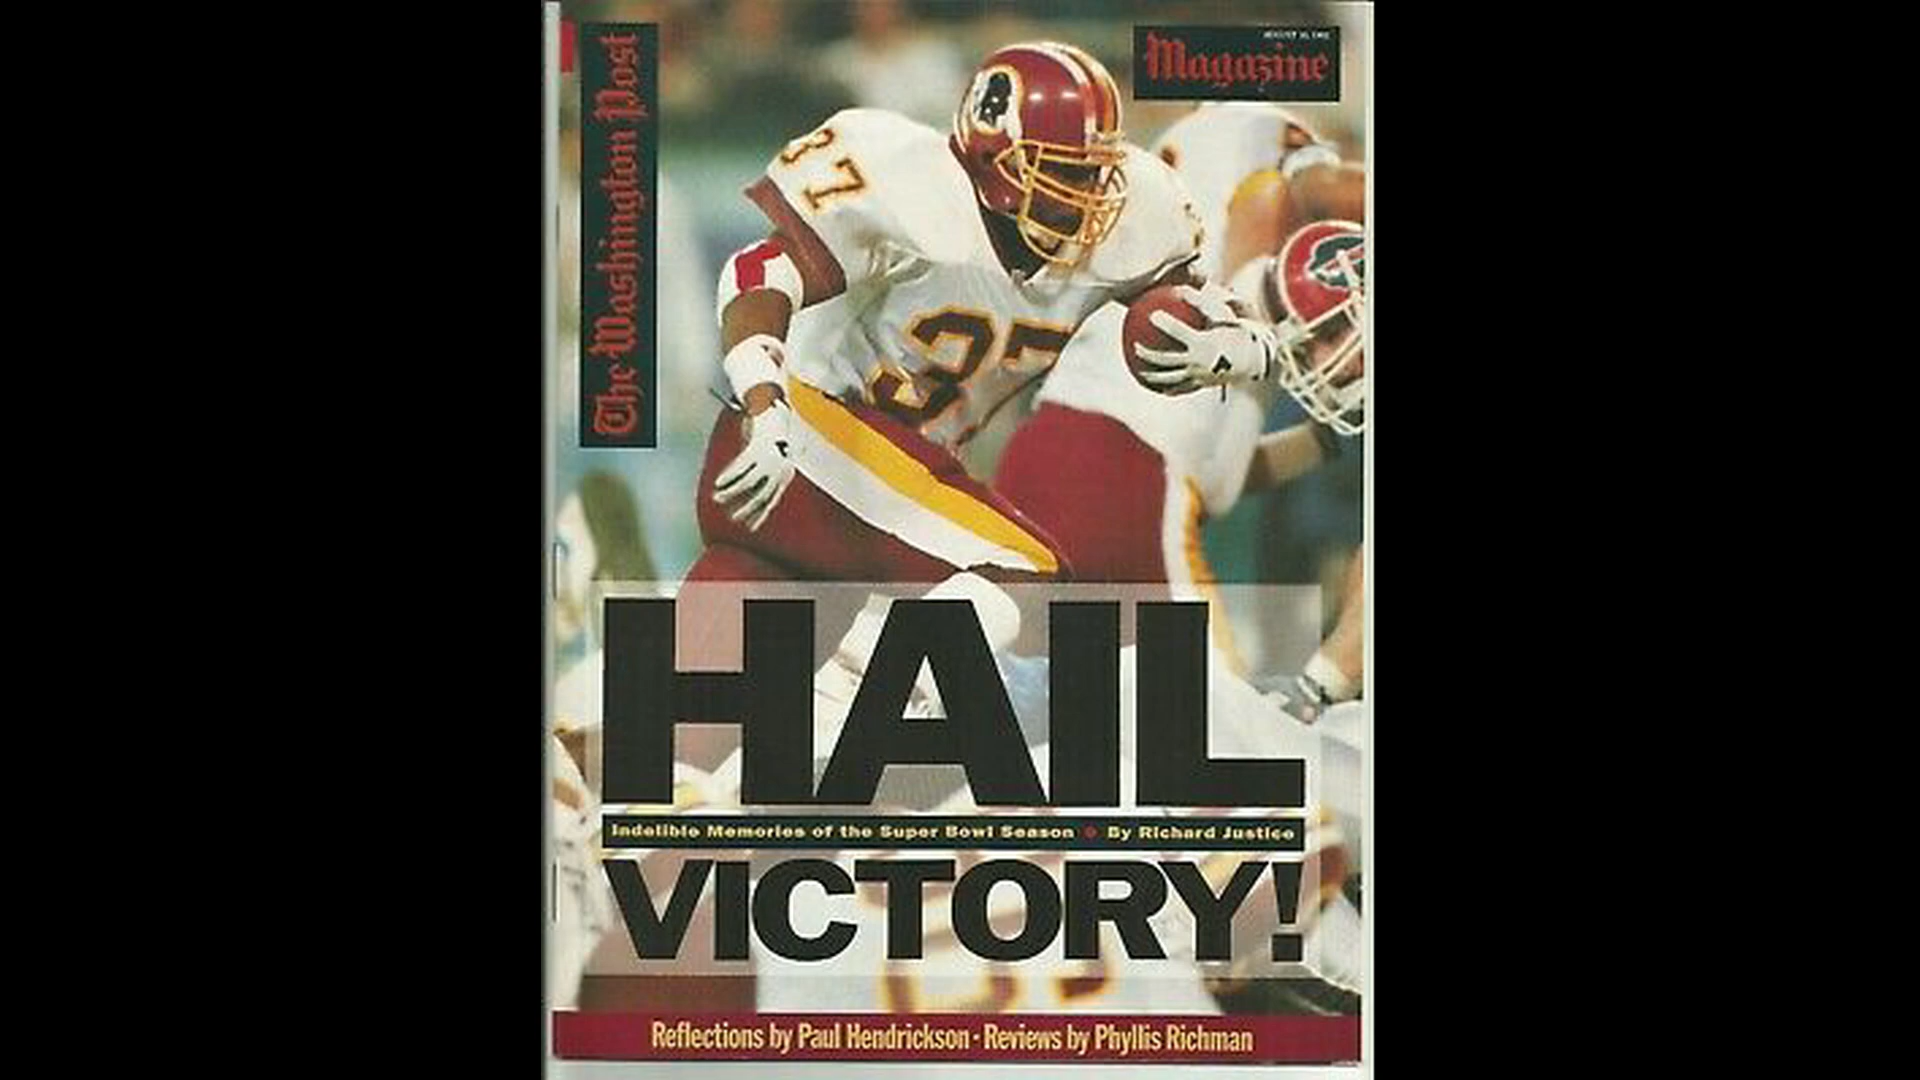 The Washington Post
Magazine
37
37
HAIL
Indelible Memories of the Super Bowl Season • By Richard Justice
VICTORY!
Reflections by Paul Hendrickson · Reviews by Phyllis Richman